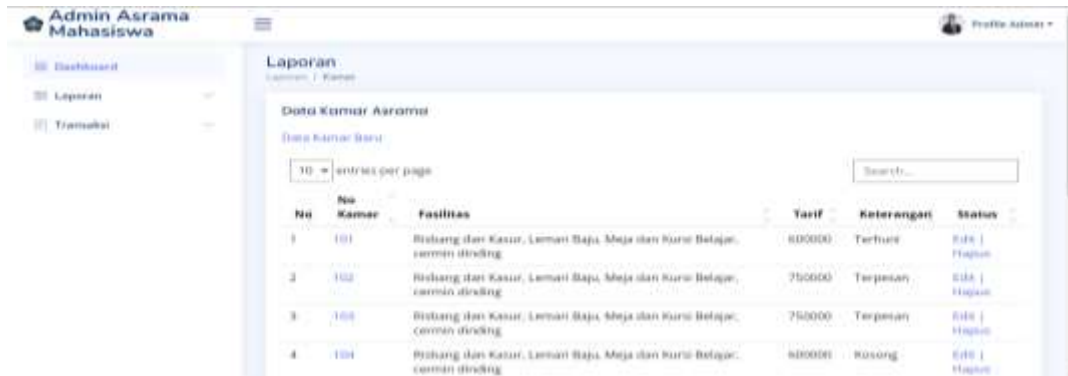 Admin Asrama
Mahasiswa
Profile Admin
Dashboard
Laporan
Laporan / Kamar
Laporan
Transaksi
Data Kamar Asrama
Data Kamar Baru
10 entries per page
Search...
No
No Kamar
Fasilitas
Tarif
Keterangan
Status
1 101 Risbang dan Kasur, Lemari Baju, Meja dan Kursi Belajar, 600000 Terhuni Edit |
cermin dinding Hapus
2 102 Risbang dan Kasur, Lemari Baju, Meja dan Kursi Belajar, 750000 Terpesan Edit |
cermin dinding Hapus
3 103 Risbang dan Kasur, Lemari Baju, Meja dan Kursi Belajar, 750000 Terpesan Edit |
cermin dinding Hapus
4 104 Risbang dan Kasur, Lemari Baju, Meja dan Kursi Belajar, 600000 Kosong Edit |
cermin dinding Hapus